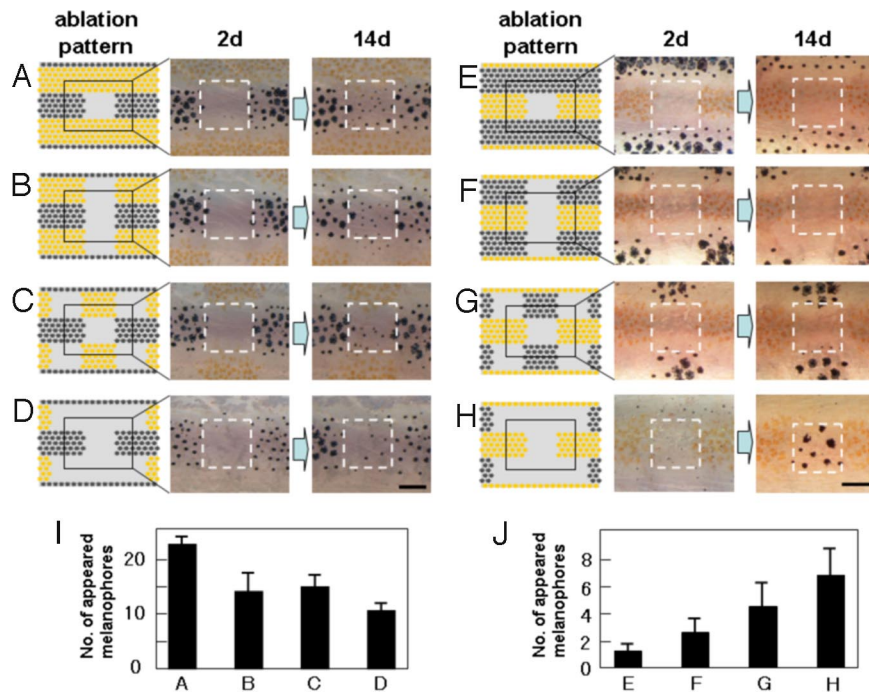 ablation pattern 2d 14d
A
B
C
D
ablation pattern 2d 14d
E
F
G
H
I
No. of appeared melanophores
20
10
0
A B C D
J
No. of appeared melanophores
8
6
4
2
0
E F G H